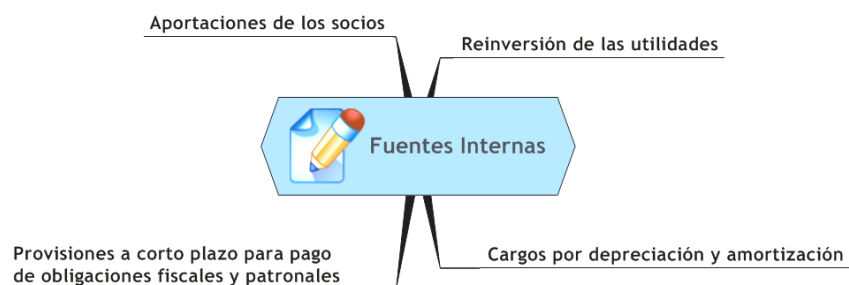 Aportaciones de los socios
Reinversión de las utilidades
Fuentes Internas
Provisiones a corto plazo para pago
de obligaciones fiscales y patronales
Cargos por depreciación y amortización